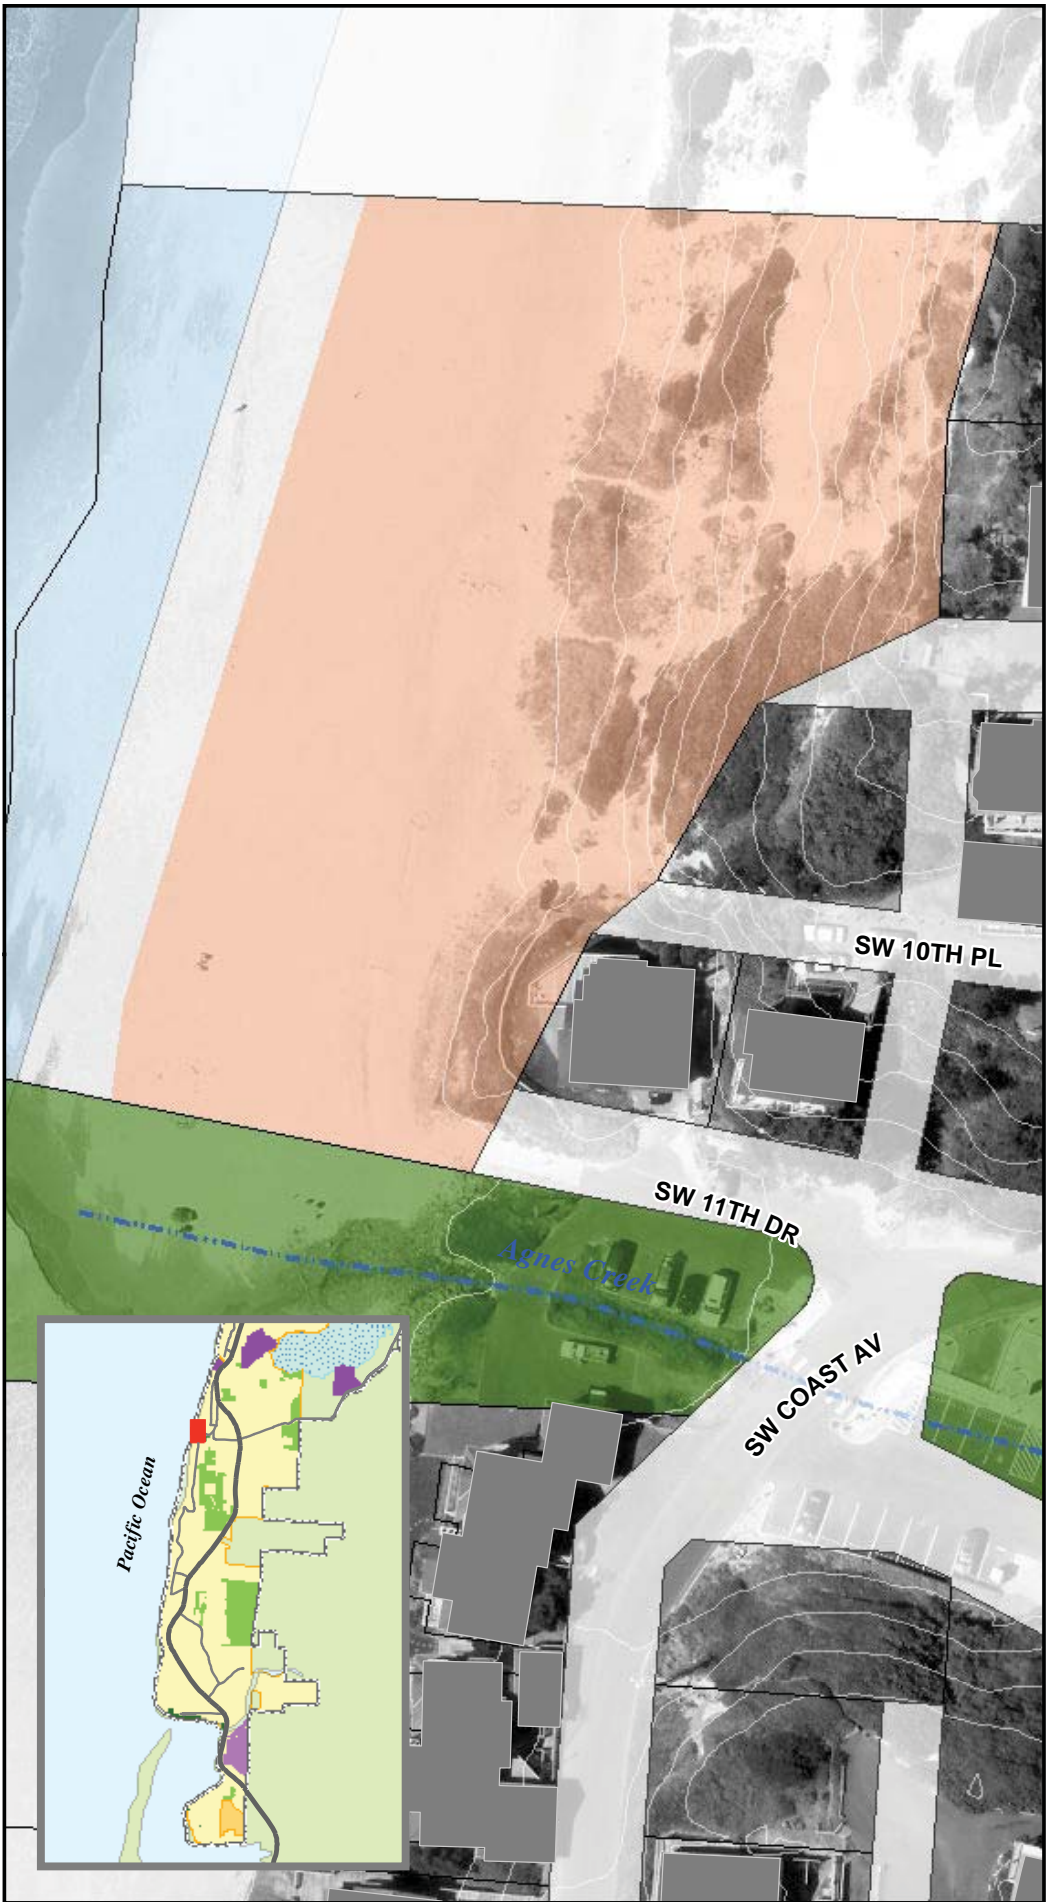 SW 10TH PL
SW 11TH DR
Agnes Creek
SW COAST AV
Pacific Ocean